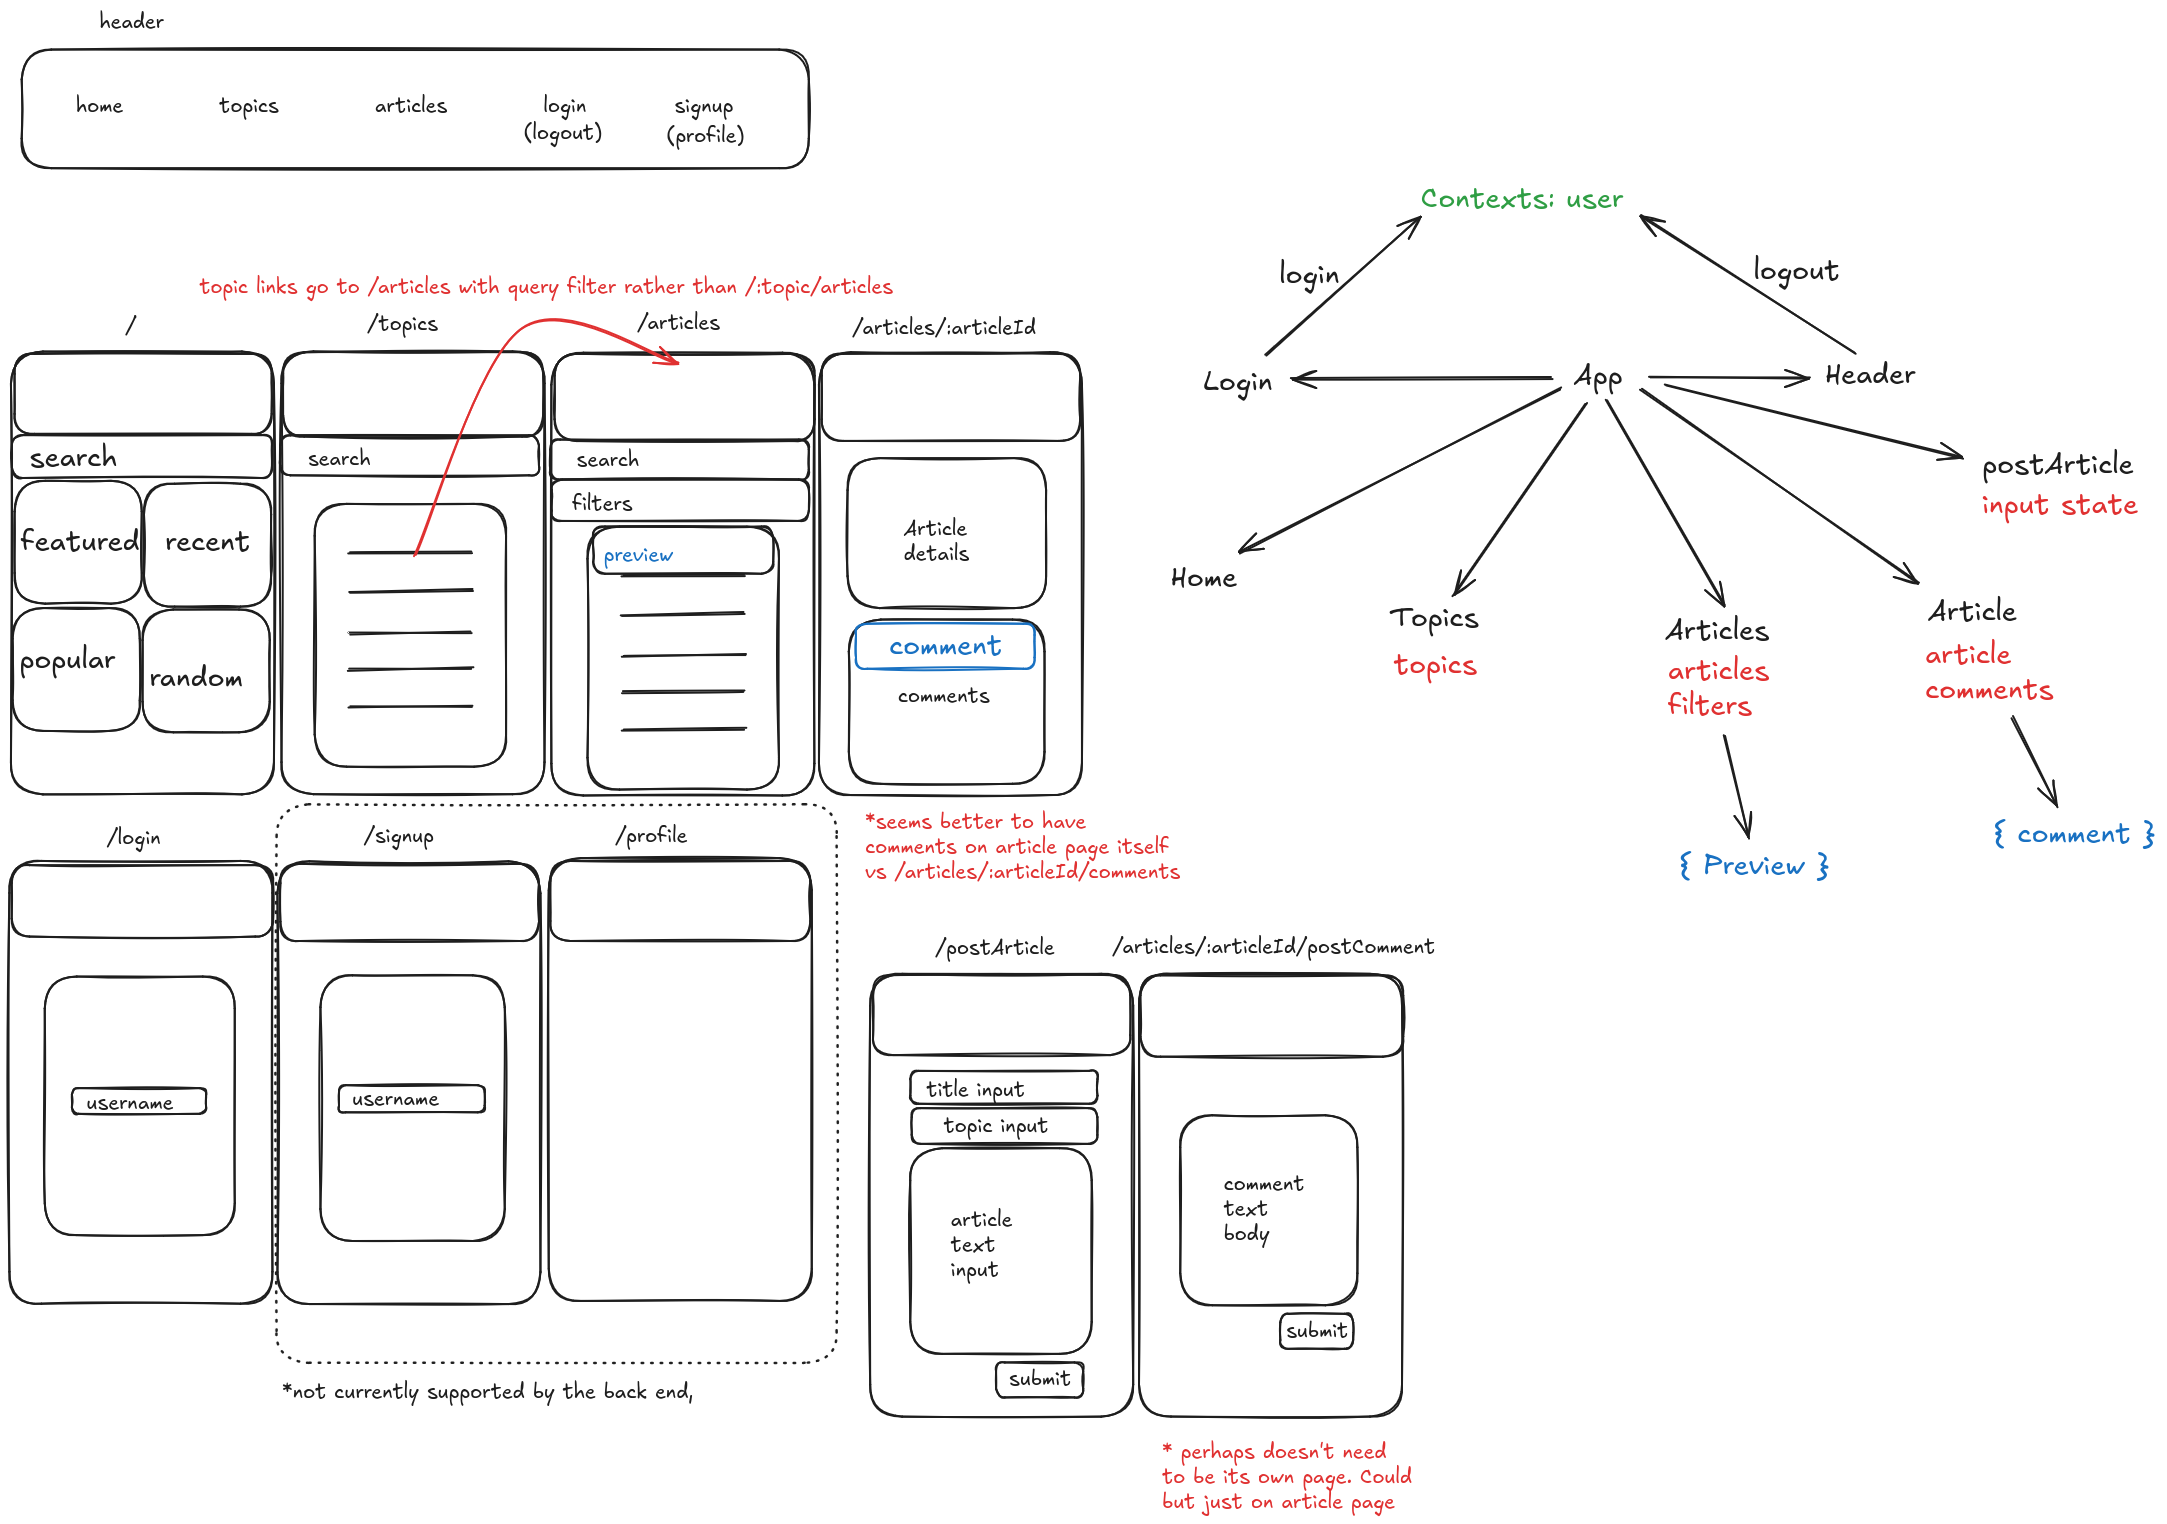 header
home
topics
articles
login
(logout)
signup
(profile)
topic links go to /articles with query filter rather than /:topic/articles
/
/topics
/articles
/articles/:articleId
search
featured
recent
popular
random
search
search
filters
preview
Article
details
comment
comments
*seems better to have
comments on article page itself
vs /articles/:articleId/comments
/login
/signup
/profile
username
username
*not currently supported by the back end,
/postArticle
/articles/:articleId/postComment
title input
topic input
article
text
input
submit
comment
text
body
submit
* perhaps doesn't need
to be its own page. Could
but just on article page
Contexts: user
login
logout
Login
App
Header
postArticle
input state
Home
Topics
topics
Articles
articles
filters
Article
article
comments
{ Preview }
{ comment }